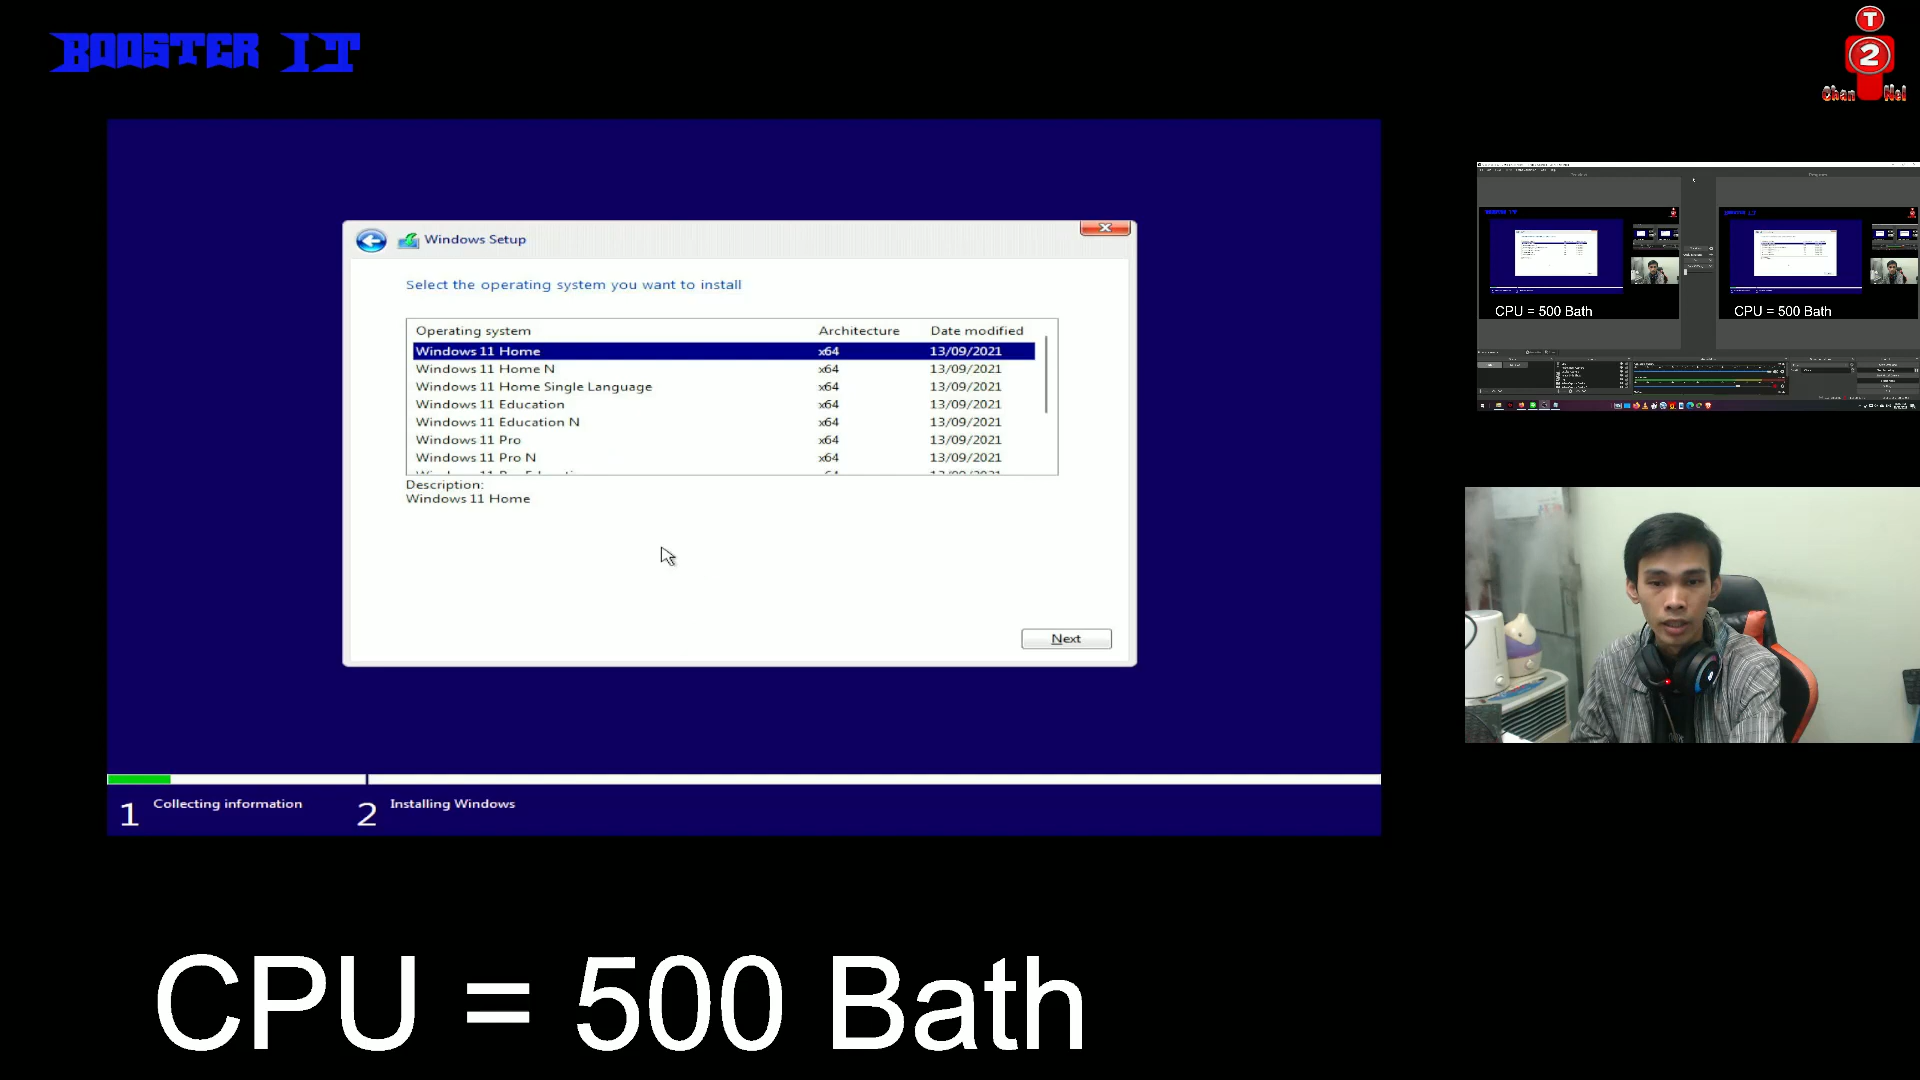 BOOSTER IT
T
2
Chan Nel
Windows Setup
Select the operating system you want to install
Operating system Architecture Date modified
Windows 11 Home x64 13/09/2021
Windows 11 Home N x64 13/09/2021
Windows 11 Home Single Language x64 13/09/2021
Windows 11 Education x64 13/09/2021
Windows 11 Education N x64 13/09/2021
Windows 11 Pro x64 13/09/2021
Windows 11 Pro N x64 13/09/2021
Description:
Windows 11 Home
Next
1 Collecting information 2 Installing Windows
CPU = 500 Bath
CPU = 500 Bath
CPU = 500 Bath